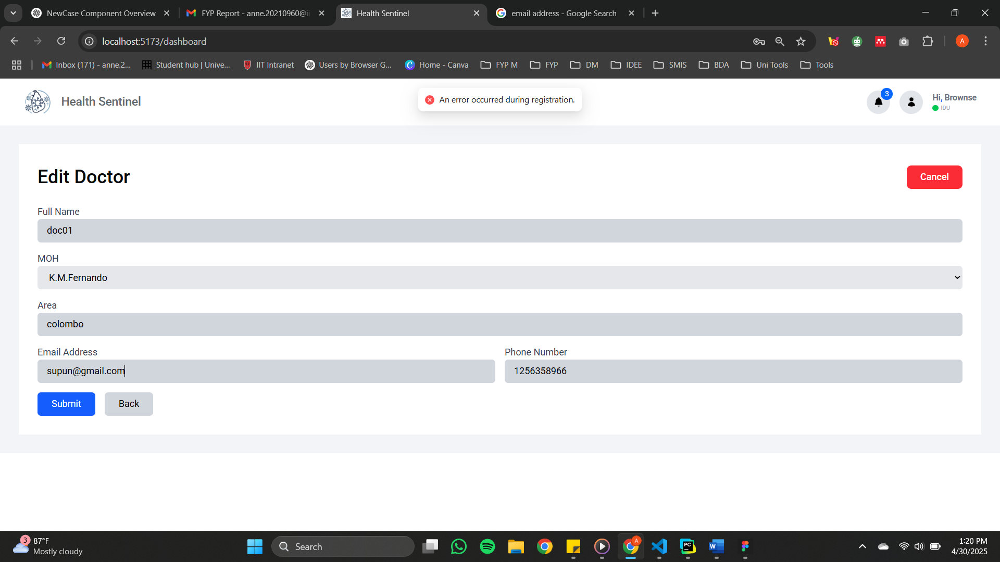 NewCase Component Overview
FYP Report - anne.20210960@ii
Health Sentinel
email address - Google Search
localhost:5173/dashboard
A
Inbox (171) - anne.2...
Student hub | Unive...
IIT Intranet
Users by Browser G...
Home - Canva
FYP M
FYP
DM
IDEE
SMIS
BDA
Uni Tools
Tools
Health Sentinel
An error occurred during registration.
3
Hi, Brownse
IDU
Edit Doctor
Cancel
Full Name
doc01
MOH
K.M.Fernando
Area
colombo
Email Address
Phone Number
supun@gmail.com
1256358966
Submit
Back
3
87°F
Mostly cloudy
Search
A
PC
W
1:20 PM
4/30/2025